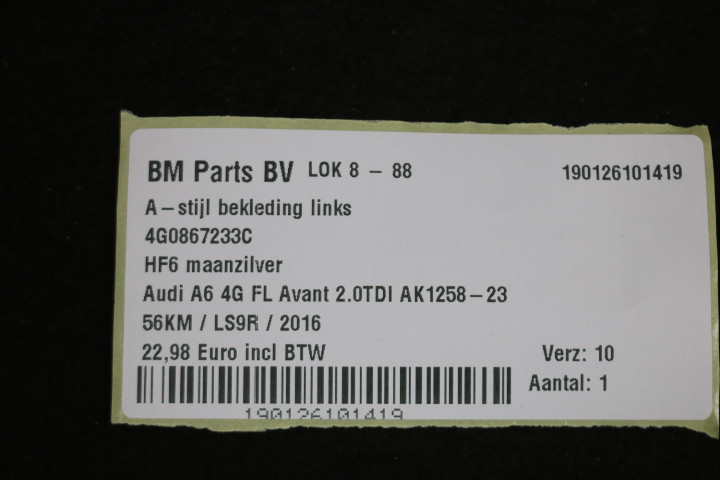 BM Parts BV LOK 8 - 88 190126101419
A-stijl bekleding links
4G0867233C
HF6 maanzilver
Audi A6 4G FL Avant 2.0TDI AK1258-23
56KM / LS9R / 2016
22,98 Euro incl BTW Verz: 10
Aantal: 1
190126101419